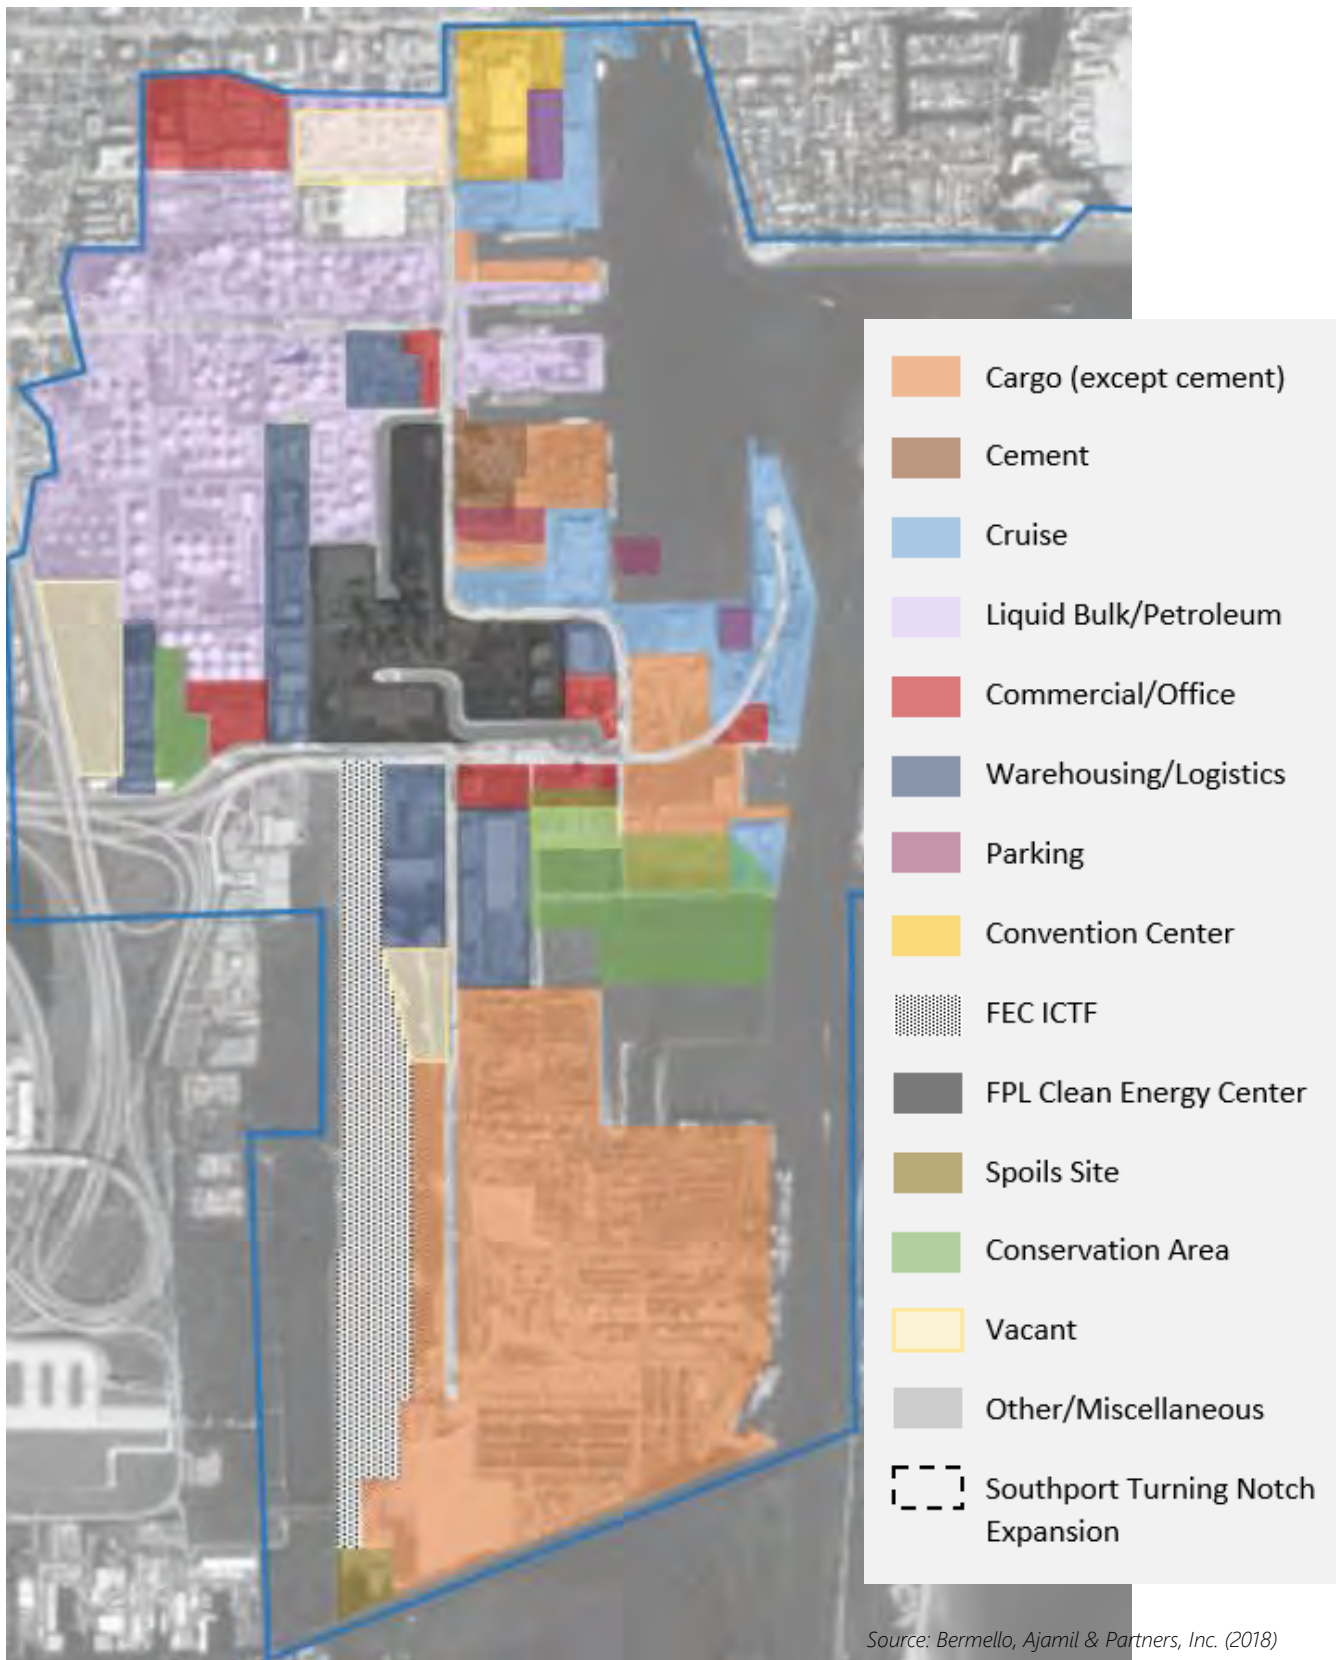 Cargo (except cement)
Cement
Cruise
Liquid Bulk/Petroleum
Commercial/Office
Warehousing/Logistics
Parking
Convention Center
FEC ICTF
FPL Clean Energy Center
Spoils Site
Conservation Area
Vacant
Other/Miscellaneous
Southport Turning Notch
Expansion
Source: Bermello, Ajamil & Partners, Inc. (2018)